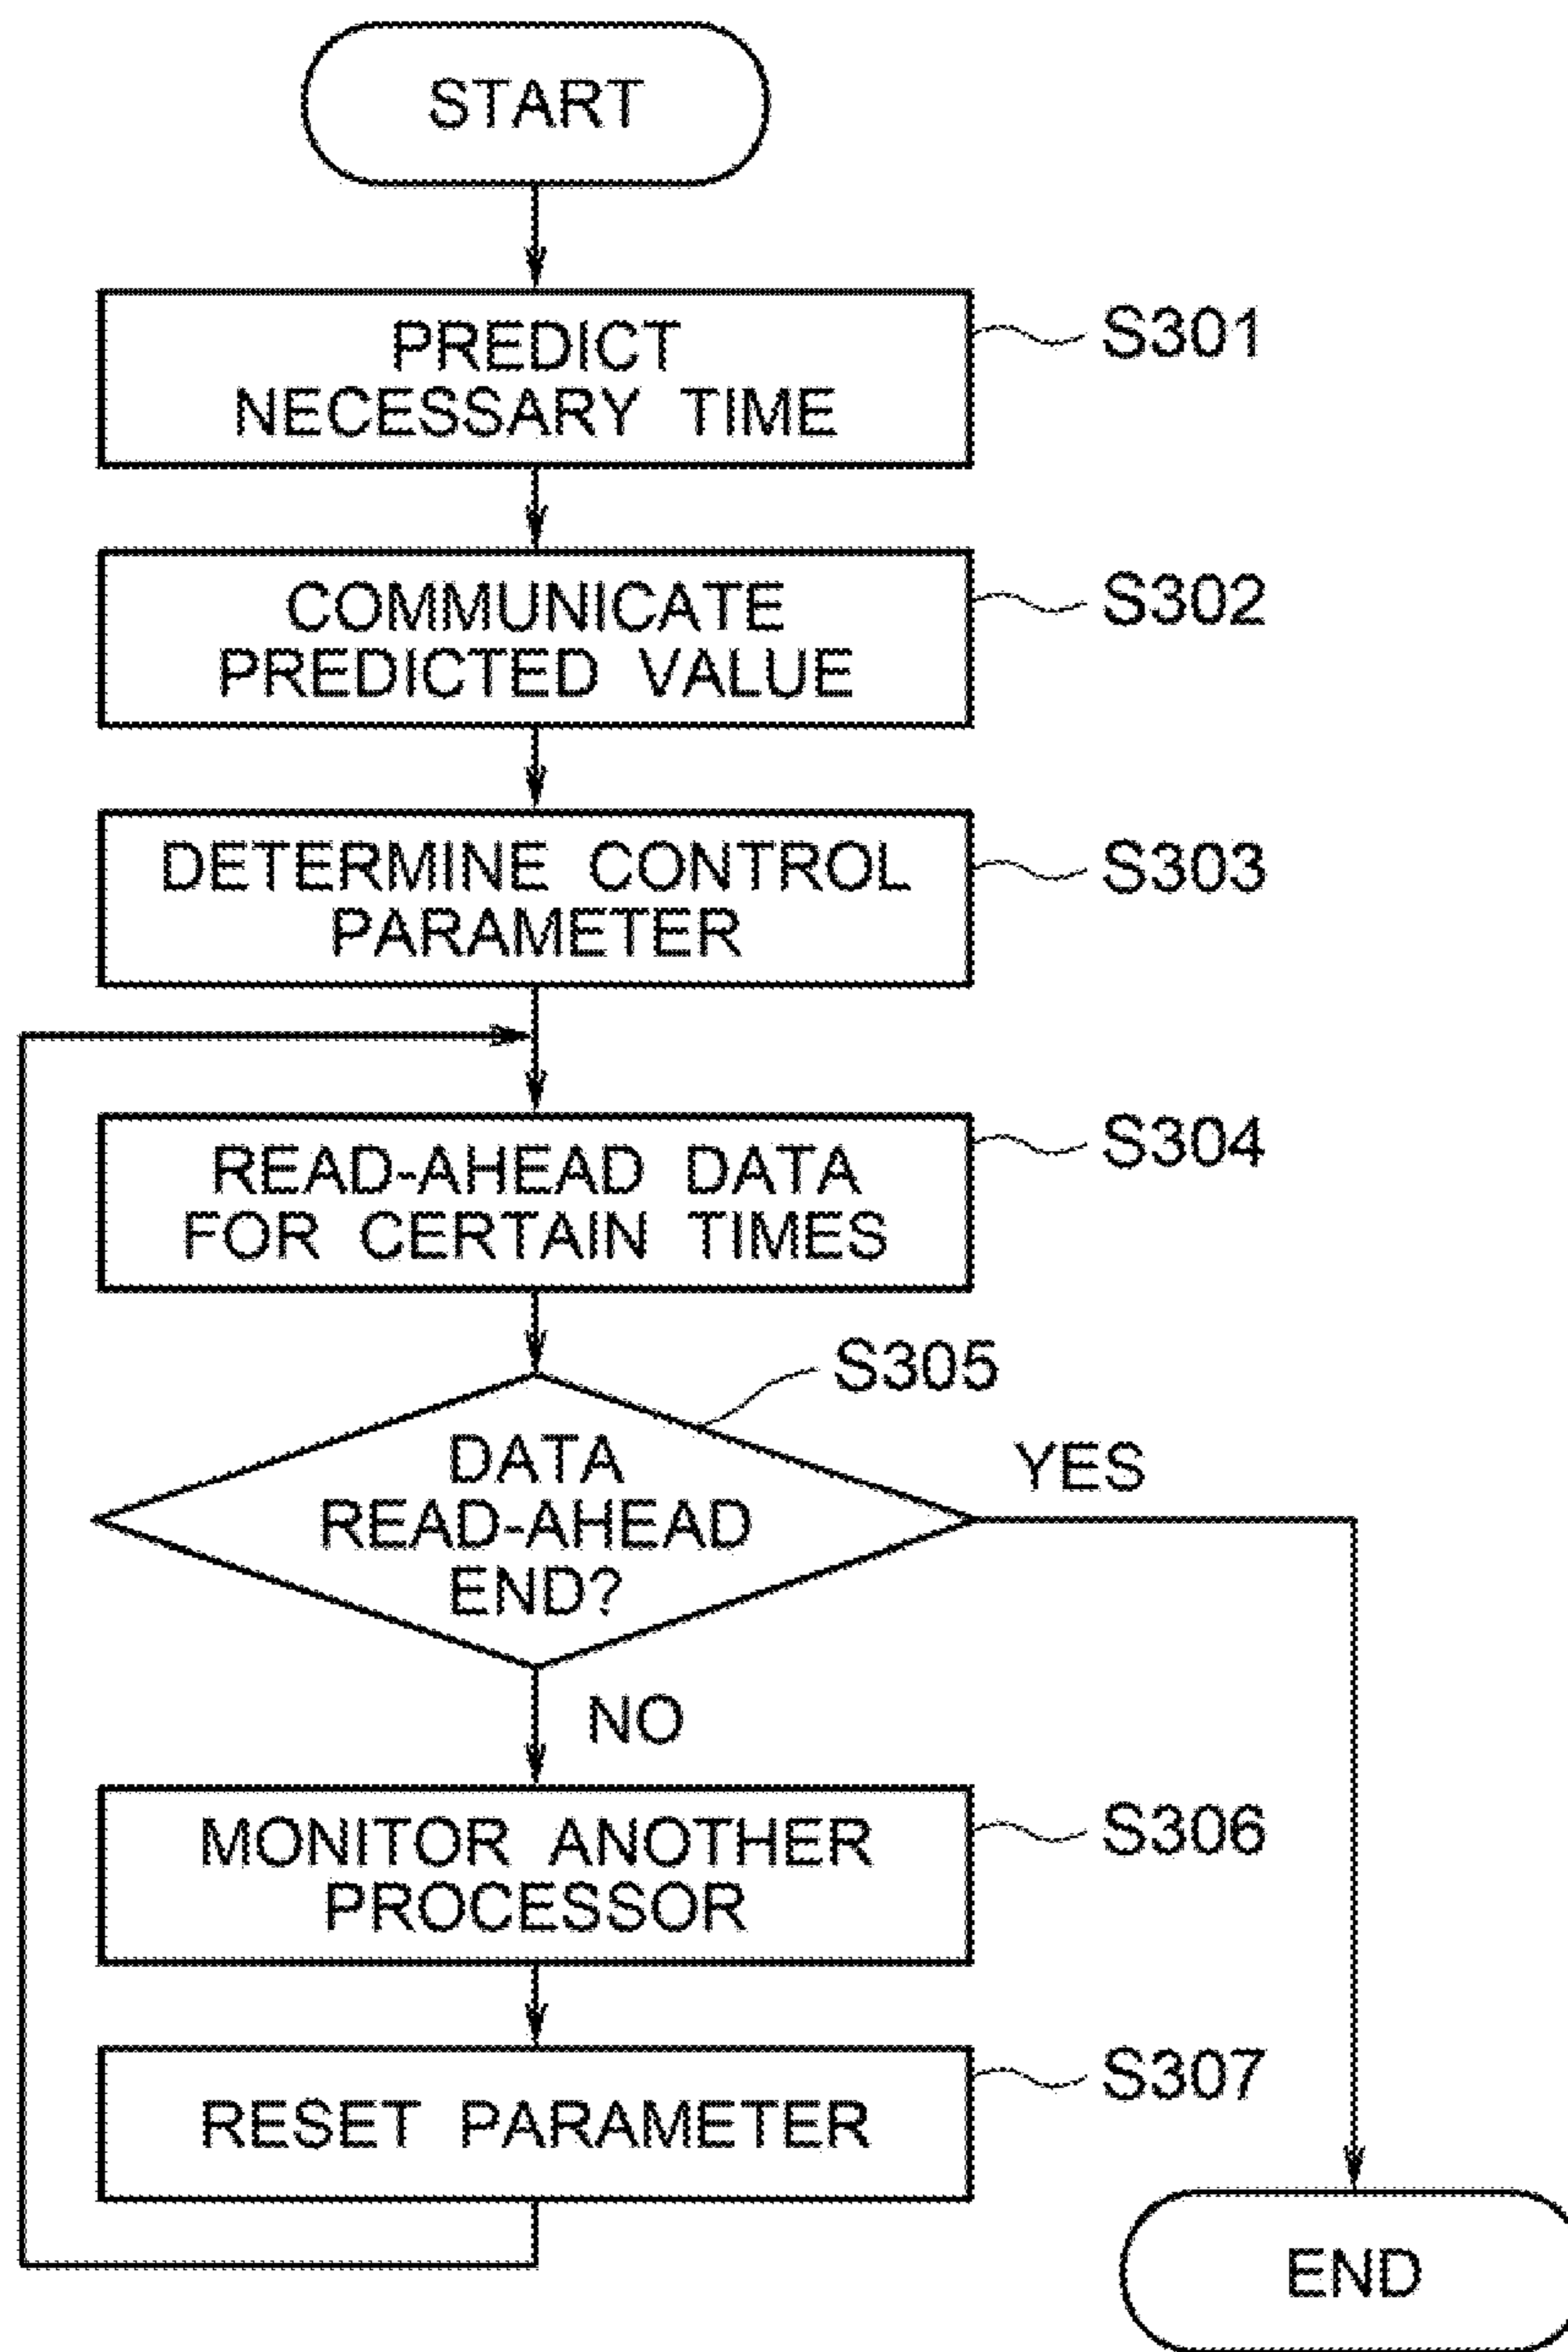 START
PREDICT
NECESSARY TIME
S301
COMMUNICATE
PREDICTED VALUE
S302
DETERMINE CONTROL
PARAMETER
S303
READ-AHEAD DATA
FOR CERTAIN TIMES
S304
S305
DATA
READ-AHEAD
END?
YES
NO
MONITOR ANOTHER
PROCESSOR
S306
RESET PARAMETER
S307
END